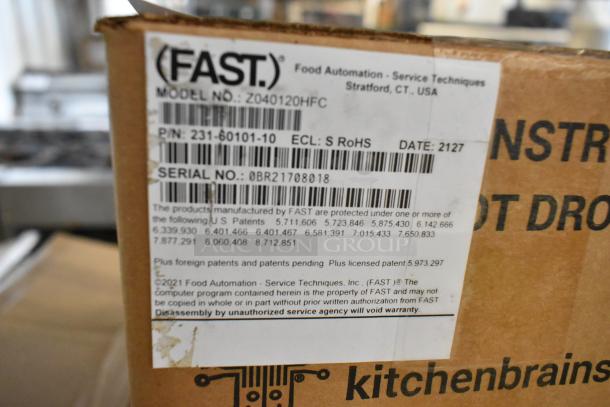 (FAST.)® Food Automation - Service Techniques
Stratford, CT., USA
MODEL NO.: Z040120HFC
P/N: 231-60101-10 ECL: S RoHS DATE: 2127
SERIAL NO.: 0BR21708018
The products manufactured by FAST are protected under one or more of
the following U.S. Patents 5,711,606 5,723,846 5,875,430 6,142,666
6,339,930 6,401,466 6,401,467 6,581,391 7,015,433 7,650,833
7,877,291 8,060,408 8,712,851
AUCTION GROUP
Plus foreign patents and patents pending. Plus licensed patent 5,973,297
©2021 Food Automation - Service Techniques, Inc., (FAST.)® The
computer program contained herein is the property of FAST and may not
be copied in whole or in part without prior written authorization from FAST
Disassembly by unauthorized service agency will void warranty.
NSTR
OT DRO
kitchenbrains